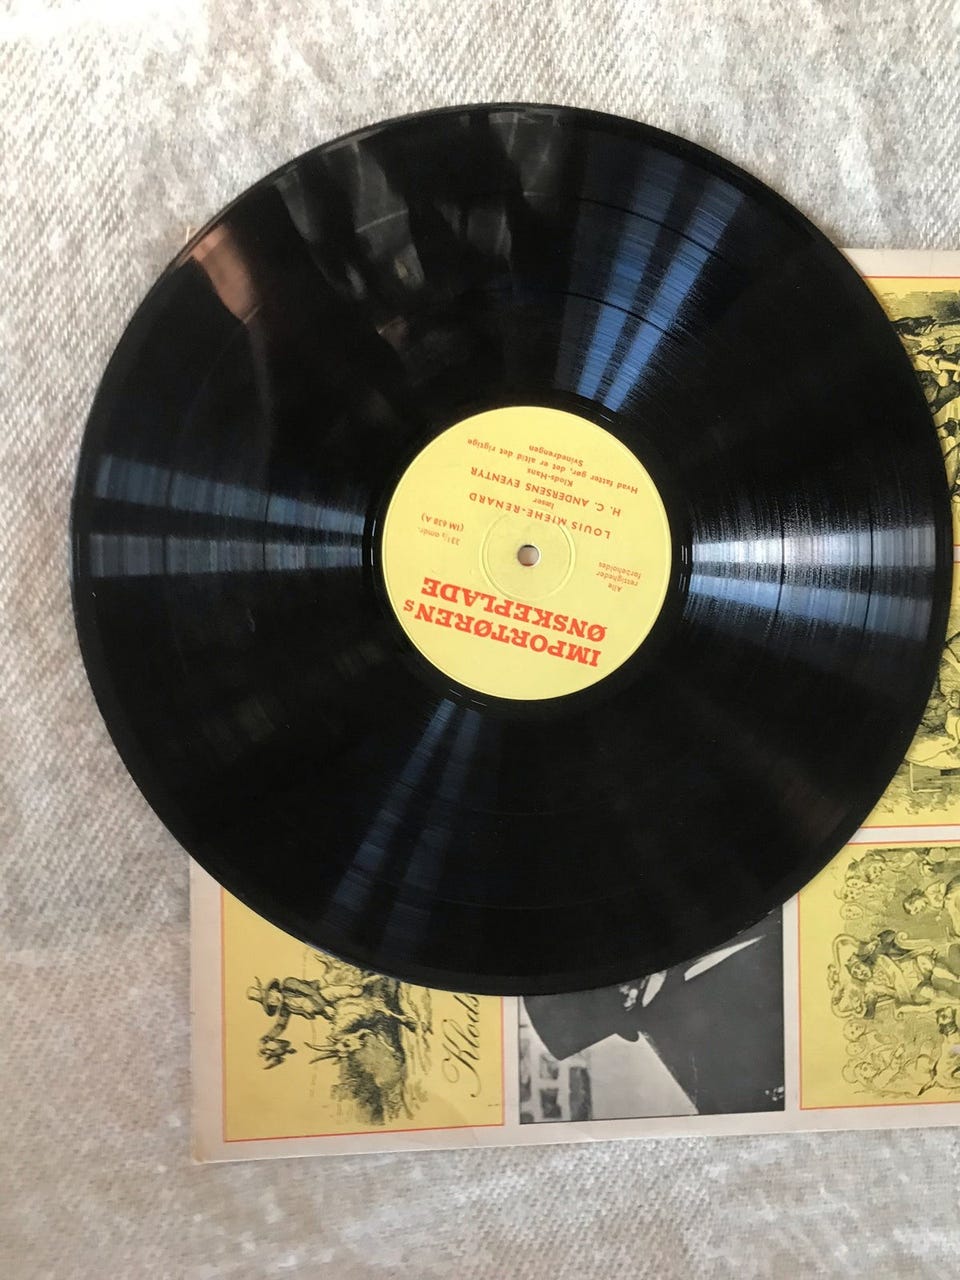 IMPORTØRENs
ØNSKEPLADE
Alle
rettigheder
forbeholdes
33⅓ omdr.
(IM 638 A)
LOUIS MIEHE-RENARD
læser
H. C. ANDERSENS EVENTYR
Klods-Hans
Hvad fatter gør, det er altid det rigtige
Svinedrengen
Klods